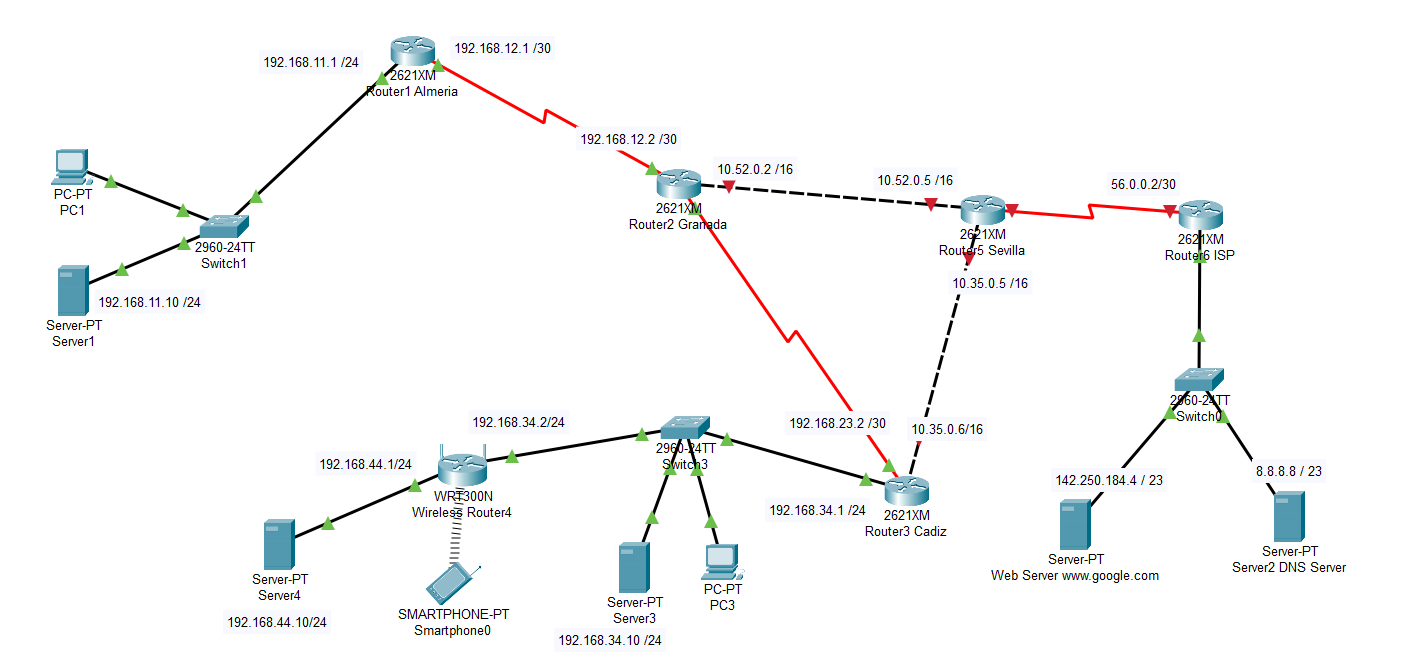 192.168.11.1 /24
192.168.12.1 /30
2621XM
Router1 Almeria
192.168.12.2 /30
10.52.0.2 /16
10.52.0.5 /16
56.0.0.2/30
PC-PT
PC1
2621XM
Router2 Granada
2621XM
Router5 Sevilla
2621XM
Router6 ISP
2960-24TT
Switch1
192.168.11.10 /24
Server-PT
Server1
10.35.0.5 /16
192.168.34.2/24
192.168.23.2 /30
10.35.0.6/16
2960-24TT
Switch0
2960-24TT
Switch3
192.168.44.1/24
WRT300N
Wireless Router4
192.168.34.1 /24
2621XM
Router3 Cadiz
142.250.184.4 / 23
8.8.8.8 / 23
Server-PT
Web Server www.google.com
Server-PT
Server2 DNS Server
Server-PT
Server4
192.168.44.10/24
SMARTPHONE-PT
Smartphone0
Server-PT
Server3
192.168.34.10 /24
PC-PT
PC3